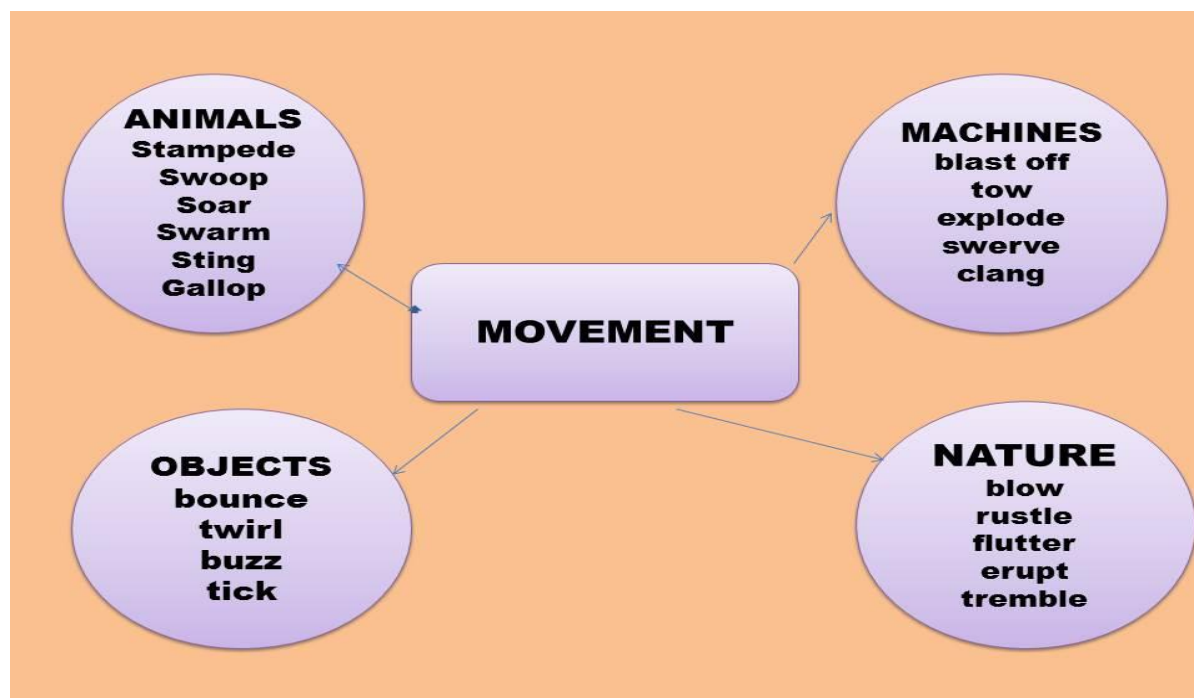 ANIMALS
Stampede
Swoop
Soar
Swarm
Sting
Gallop
MACHINES
blast off
tow
explode
swerve
clang
MOVEMENT
OBJECTS
bounce
twirl
buzz
tick
NATURE
blow
rustle
flutter
erupt
tremble